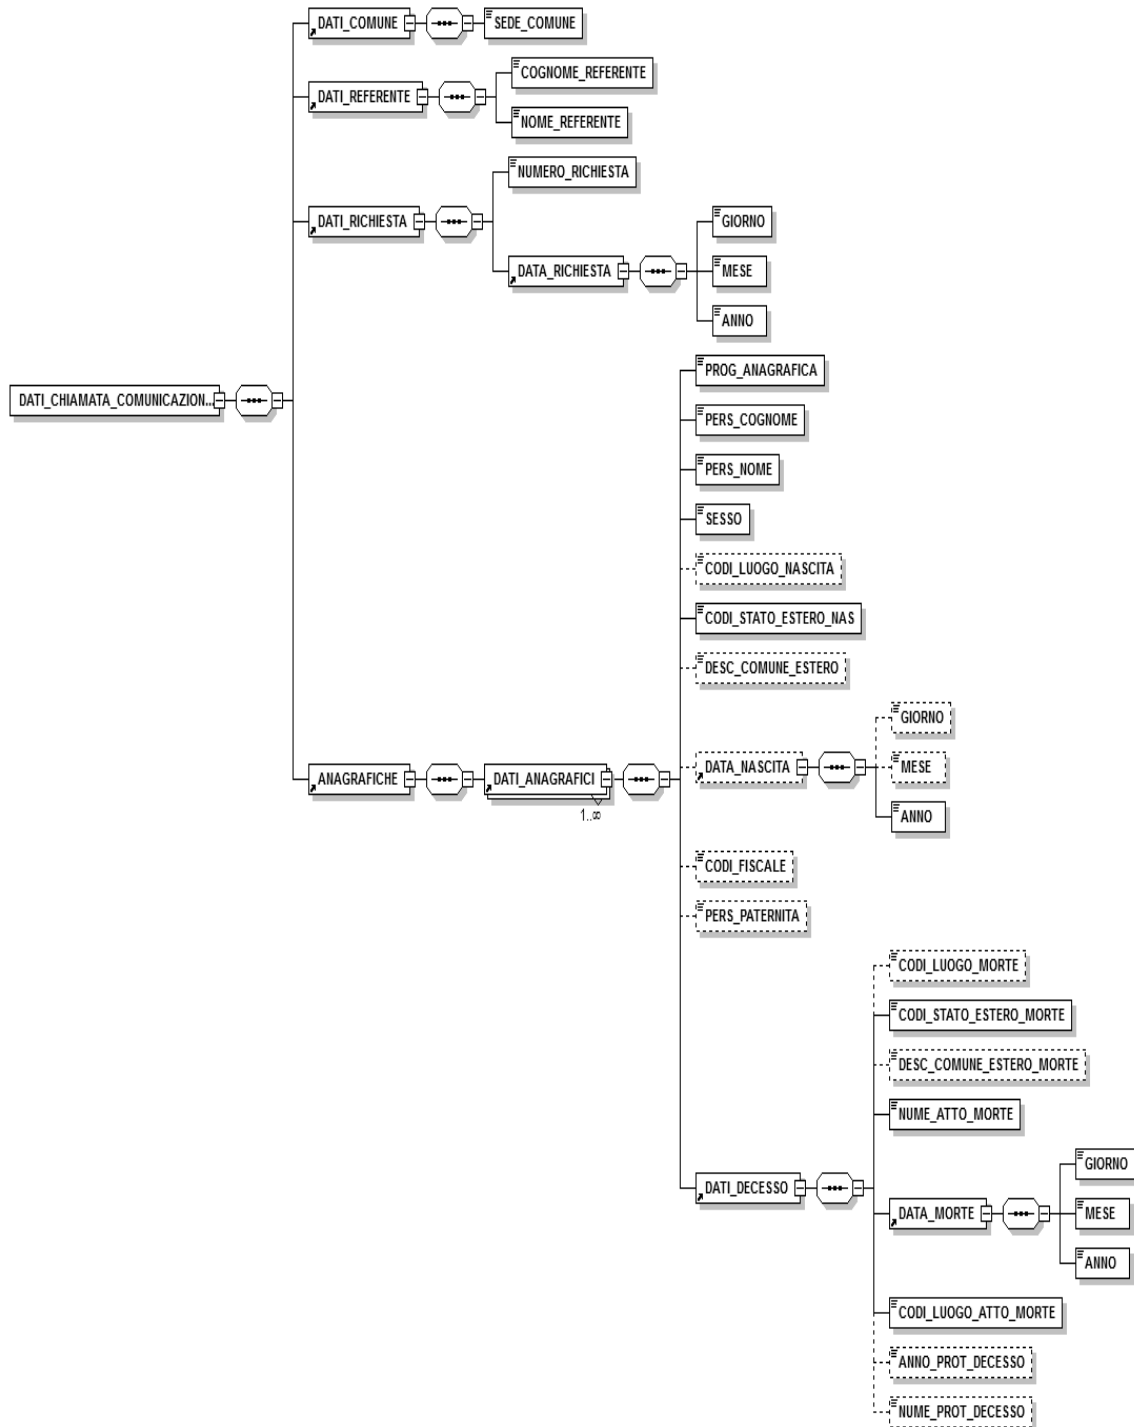 DATI_COMUNE
SEDE_COMUNE
DATI_REFERENTE
COGNOME_REFERENTE
NOME_REFERENTE
DATI_RICHIESTA
NUMERO_RICHIESTA
DATA_RICHIESTA
GIORNO
MESE
ANNO
DATI_CHIAMATA_COMUNICAZION...
ANAGRAFICHE
DATI_ANAGRAFICI
1..∞
PROG_ANAGRAFICA
PERS_COGNOME
PERS_NOME
SESSO
CODI_LUOGO_NASCITA
CODI_STATO_ESTERO_NAS
DESC_COMUNE_ESTERO
DATA_NASCITA
GIORNO
MESE
ANNO
CODI_FISCALE
PERS_PATERNITA
DATI_DECESSO
CODI_LUOGO_MORTE
CODI_STATO_ESTERO_MORTE
DESC_COMUNE_ESTERO_MORTE
NUME_ATTO_MORTE
DATA_MORTE
GIORNO
MESE
ANNO
CODI_LUOGO_ATTO_MORTE
ANNO_PROT_DECESSO
NUME_PROT_DECESSO